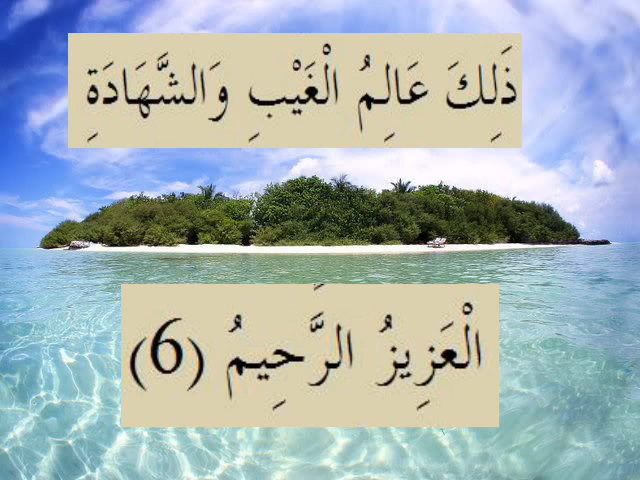 ذَلِكَ عَالِمُ الْغَيْبِ وَالشَّهَادَةِ
الْعَزِيزُ الرَّحِيمُ (6)